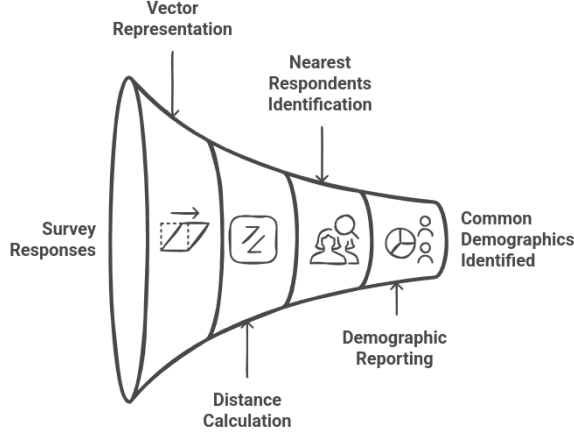 Vector
Representation
Nearest
Respondents
Identification
Survey
Responses
Common
Demographics
Identified
Demographic
Reporting
Distance
Calculation